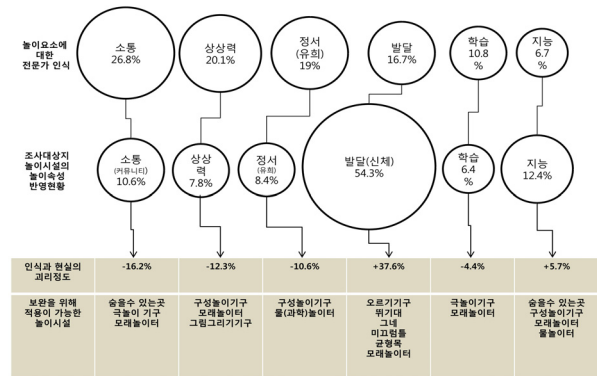 놀이요소에
대한
전문가 인식
소통
26.8%
상상력
20.1%
정서
(유희)
19%
발달
16.7%
학습
10.8
%
지능
6.7
%
조사대상지
놀이시설의
놀이속성
반영현황
소통
(커뮤니티)
10.6%
상상
력
7.8%
정서
(유희)
8.4%
발달(신체)
54.3%
학습
6.4
%
지능
12.4%
인식과 현실의
괴리정도
-16.2%
-12.3%
-10.6%
+37.6%
-4.4%
+5.7%
보완을 위해
적용이 가능한
놀이시설
숨을수 있는곳
극놀이 기구
모래놀이터
구성놀이기구
모래놀이터
그림그리기기구
구성놀이기구
물(과학)놀이터
오르기기구
뛰기대
그네
미끄럼틀
균형목
모래놀이터
극놀이기구
모래놀이터
숨을수 있는곳
구성놀이기구
모래놀이터
물놀이터